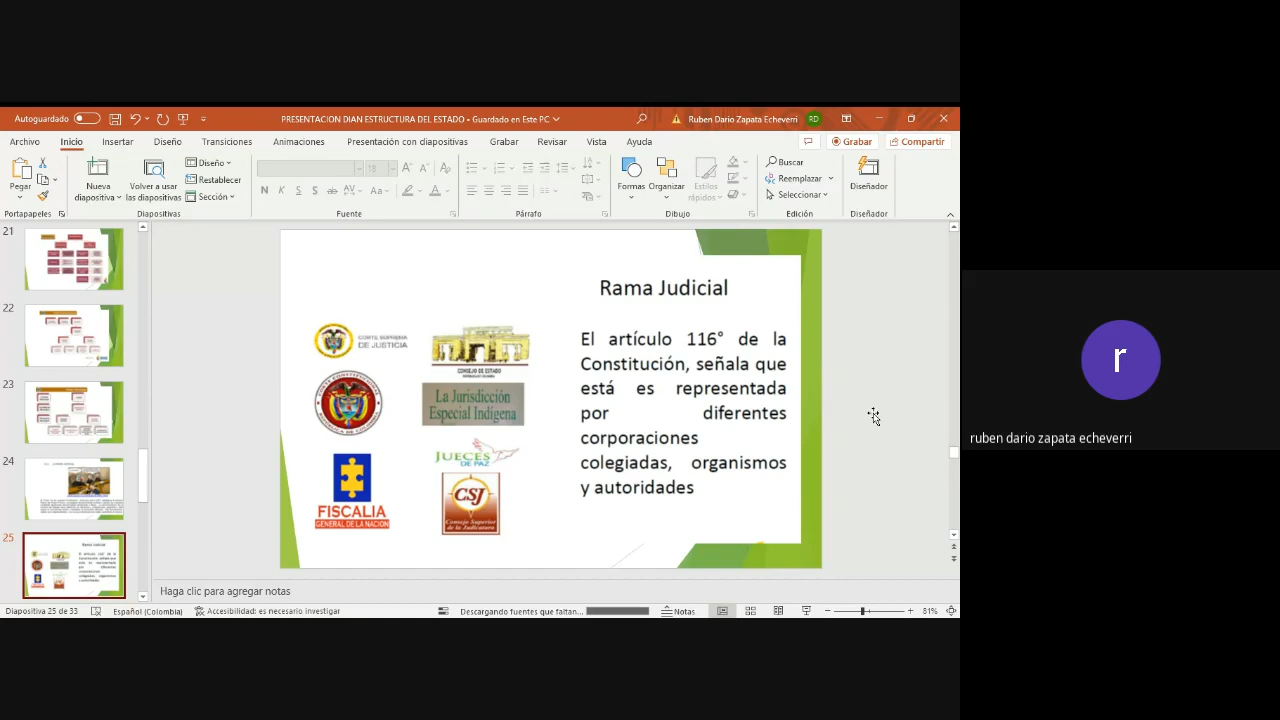 Autoguardado
PRESENTACION DIAN ESTRUCTURA DEL ESTADO • Guardado en Este PC
Ruben Dario Zapata Echeverri
RD
Archivo Inicio Insertar Diseño Transiciones Animaciones Presentación con diapositivas Grabar Revisar Vista Ayuda
Grabar
Compartir
Pegar
Nueva diapositiva
Volver a usar las diapositivas
Diseño
Restablecer
Sección
18
N K S S ab AV Aa A
Formas
Organizar
Estilos rápidos
Buscar
Reemplazar
Seleccionar
Diseñador
Portapapeles Diapositivas Fuente Párrafo Dibujo Edición Diseñador
21
22
23
24
25
Rama Judicial
El artículo 116° de la
Constitución, señala que
está es representada
por diferentes
corporaciones
colegiadas, organismos
y autoridades
CORTE SUPREMA
DE JUSTICIA
CONSEJO DE ESTADO
La Jurisdicción
Especial Indígena
JUECES
DE PAZ
FISCALIA
GENERAL DE LA NACION
CSJ
Consejo Superior
de la Judicatura
Haga clic para agregar notas
Diapositiva 25 de 33
Español (Colombia)
Accesibilidad: es necesario investigar
Descargando fuentes que faltan...
Notas
81%
r
ruben dario zapata echeverri